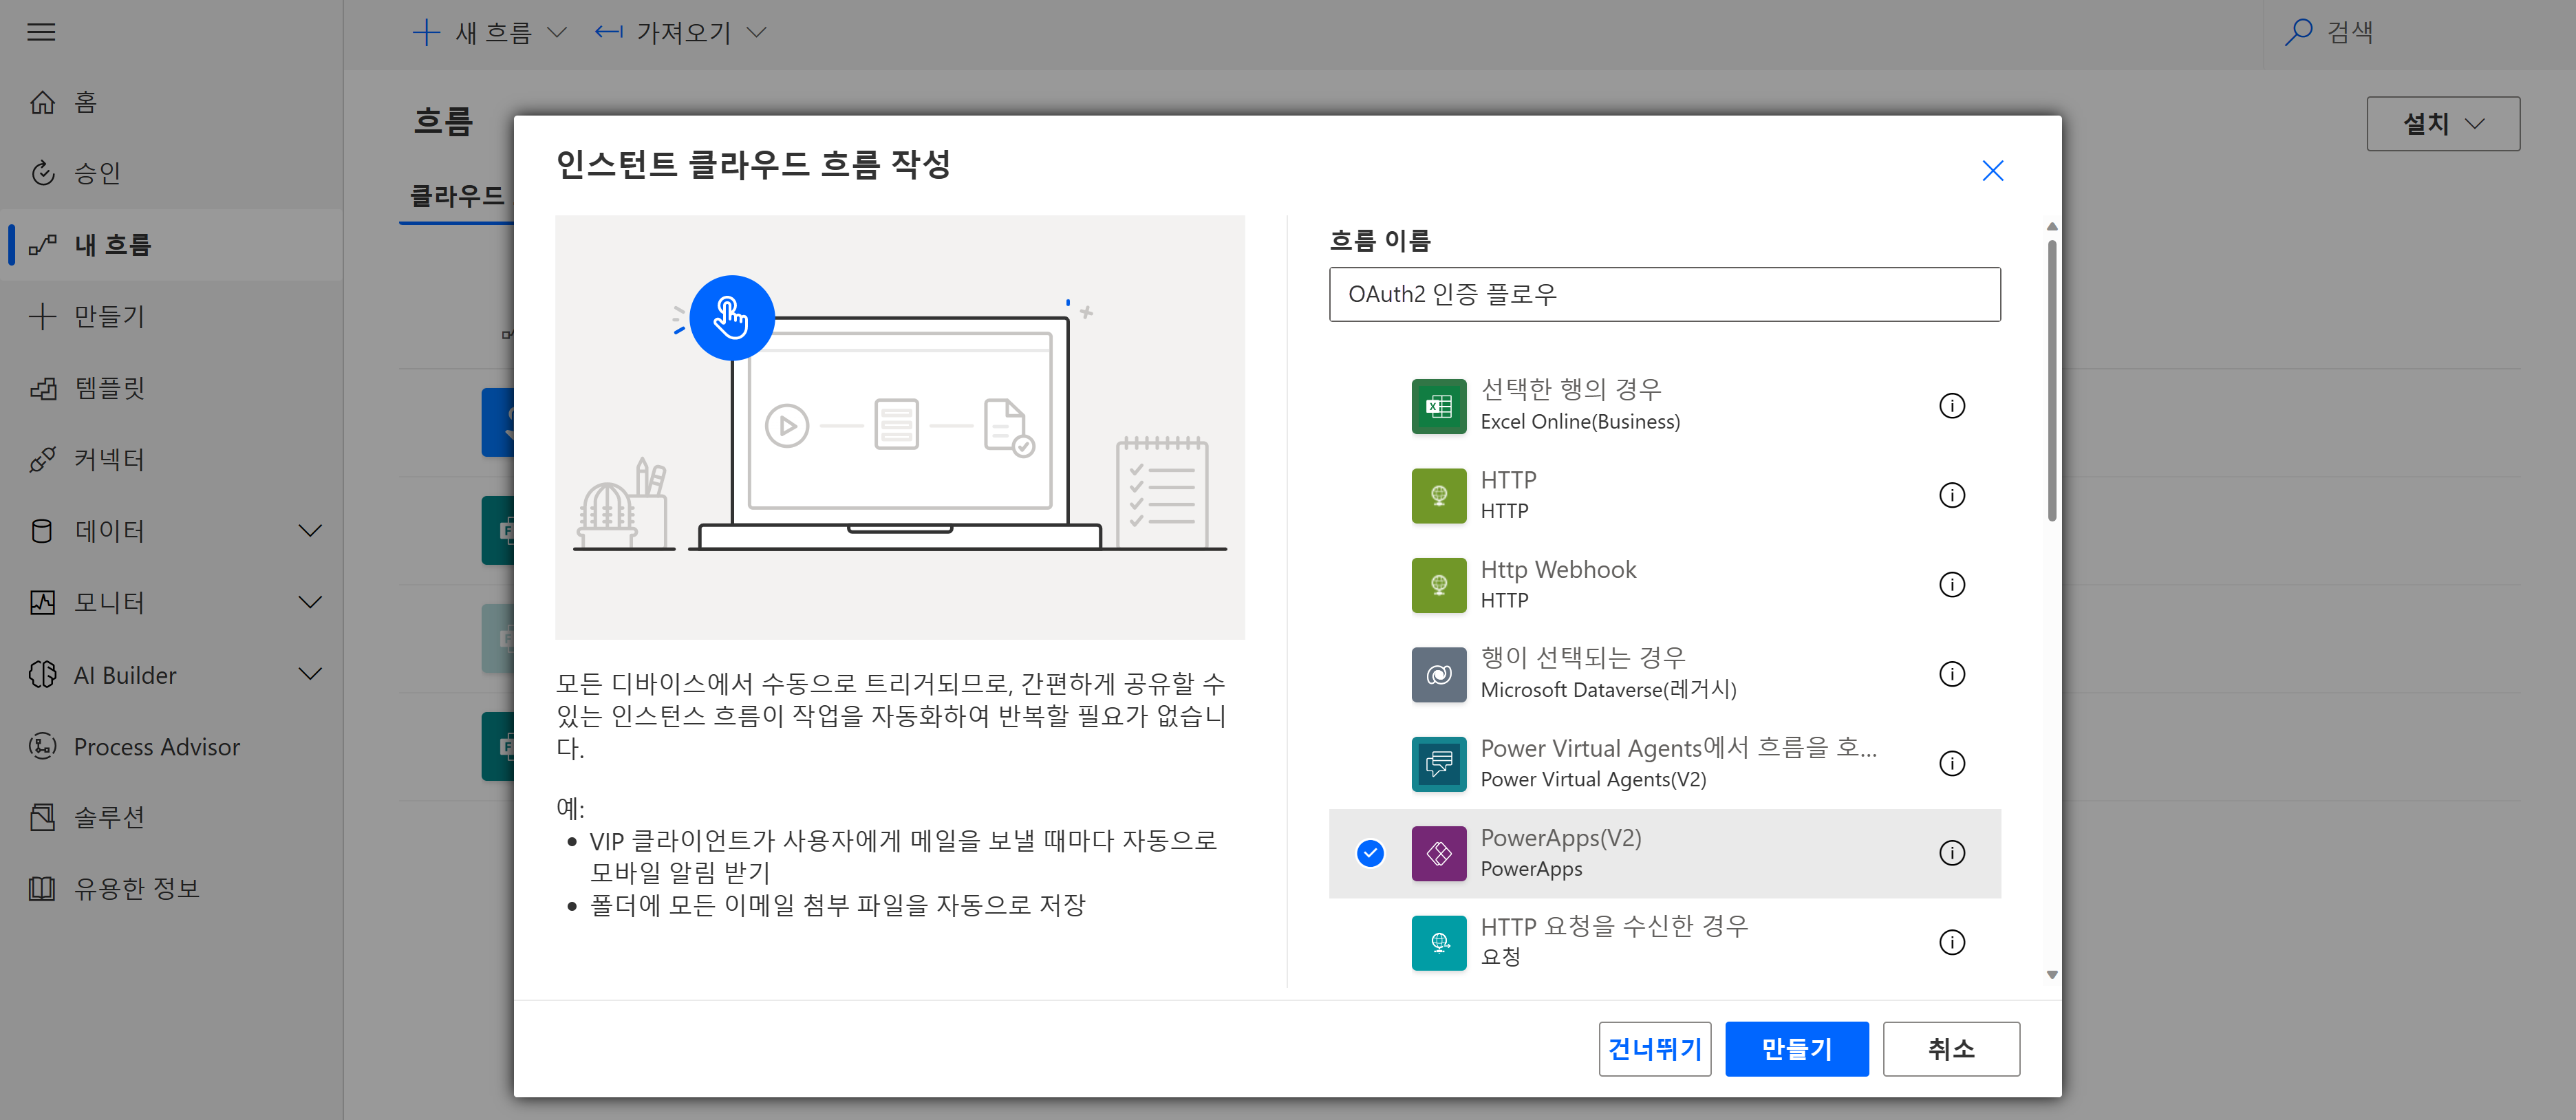 새 흐름
가져오기
검색
홈
승인
내 흐름
만들기
템플릿
커넥터
데이터
모니터
AI Builder
Process Advisor
솔루션
유용한 정보
흐름
설치
클라우드
인스턴트 클라우드 흐름 작성
모든 디바이스에서 수동으로 트리거되므로, 간편하게 공유할 수
있는 인스턴스 흐름이 작업을 자동화하여 반복할 필요가 없습니
다.
예:
VIP 클라이언트가 사용자에게 메일을 보낼 때마다 자동으로
모바일 알림 받기
폴더에 모든 이메일 첨부 파일을 자동으로 저장
흐름 이름
OAuth2 인증 플로우
선택한 행의 경우
Excel Online(Business)
HTTP
HTTP
Http Webhook
HTTP
행이 선택되는 경우
Microsoft Dataverse(레거시)
Power Virtual Agents에서 흐름을 호...
Power Virtual Agents(V2)
PowerApps(V2)
PowerApps
HTTP 요청을 수신한 경우
요청
건너뛰기
만들기
취소